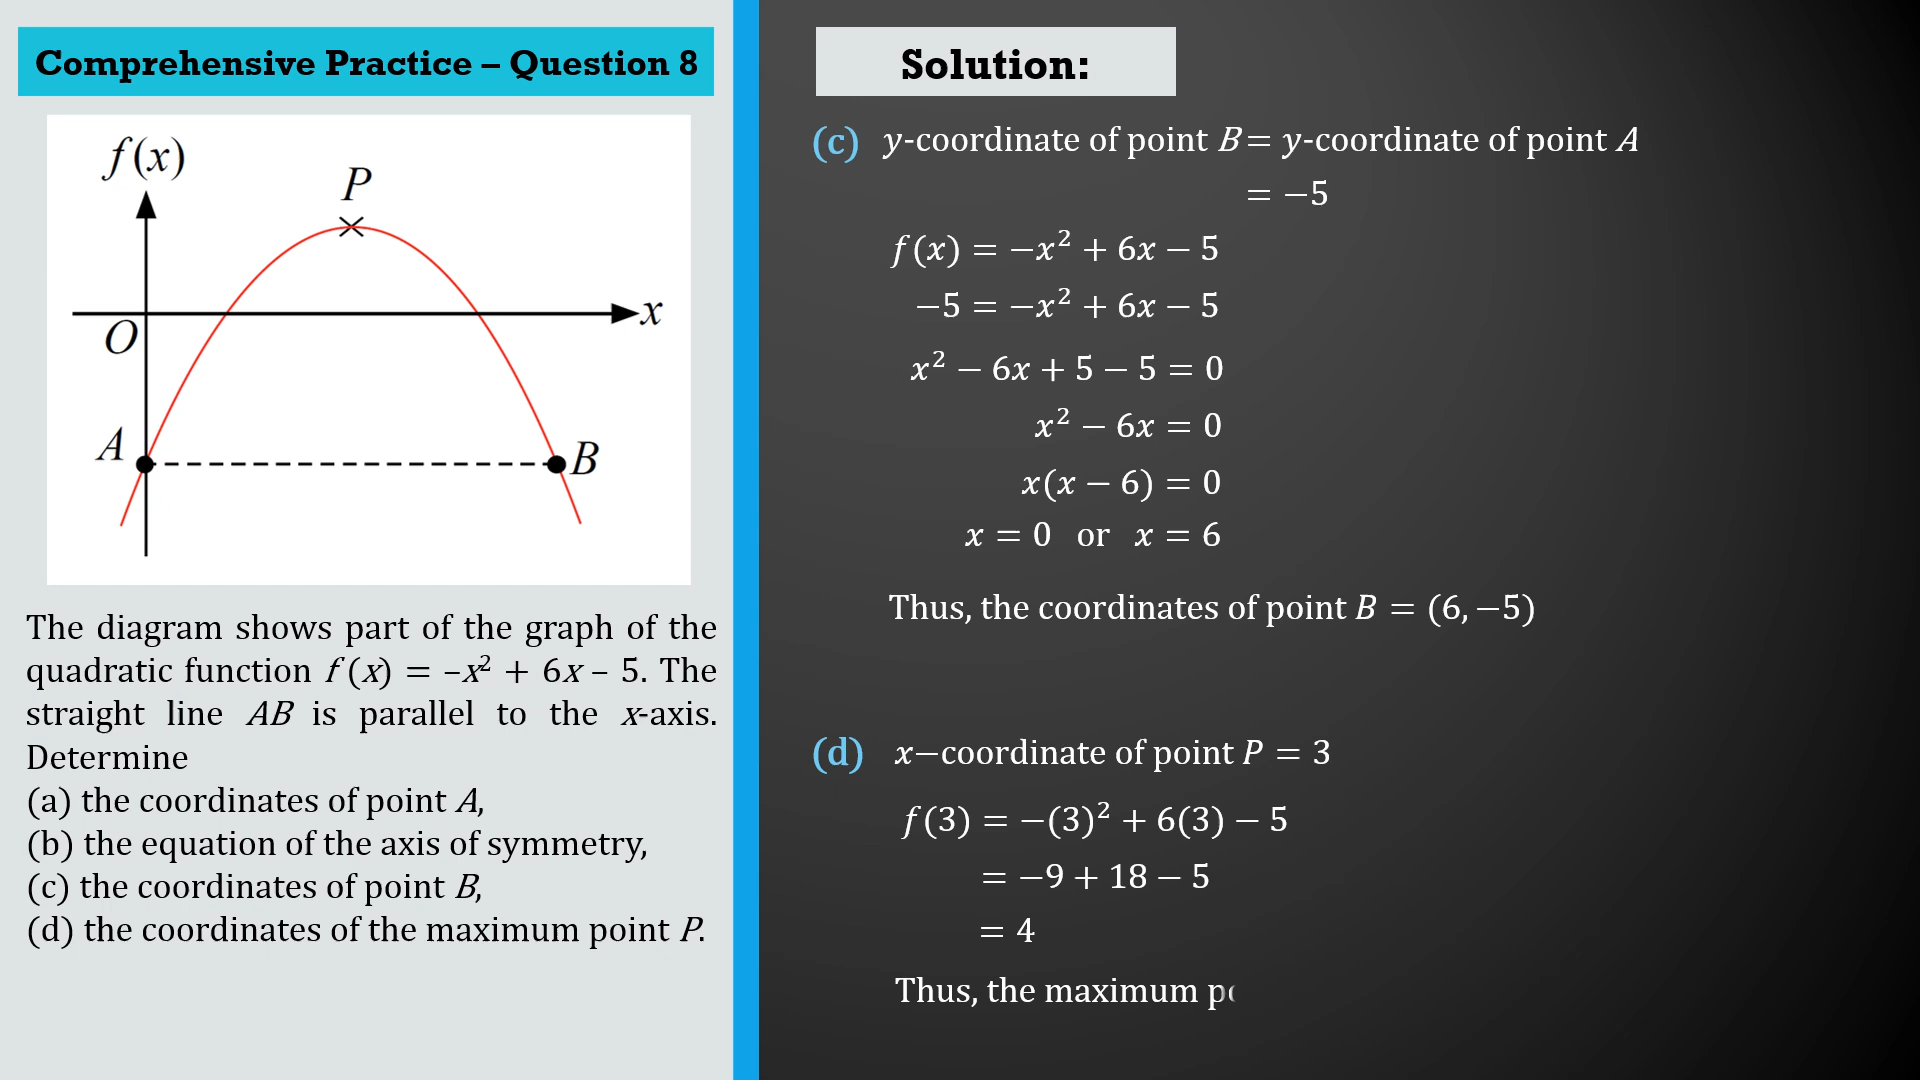 Comprehensive Practice – Question 8
f(x)
P
x
O
A
B
The diagram shows part of the graph of the
quadratic function f (x) = –x² + 6x – 5. The
straight line AB is parallel to the x-axis.
Determine
(a) the coordinates of point A,
(b) the equation of the axis of symmetry,
(c) the coordinates of point B,
(d) the coordinates of the maximum point P.
Solution:
(c) y-coordinate of point B = y-coordinate of point A
= −5
f(x) = −x² + 6x − 5
−5 = −x² + 6x − 5
x² − 6x + 5 − 5 = 0
x² − 6x = 0
x(x − 6) = 0
x = 0 or x = 6
Thus, the coordinates of point B = (6, −5)
(d) x−coordinate of point P = 3
f(3) = −(3)² + 6(3) − 5
= −9 + 18 − 5
= 4
Thus, the maximum